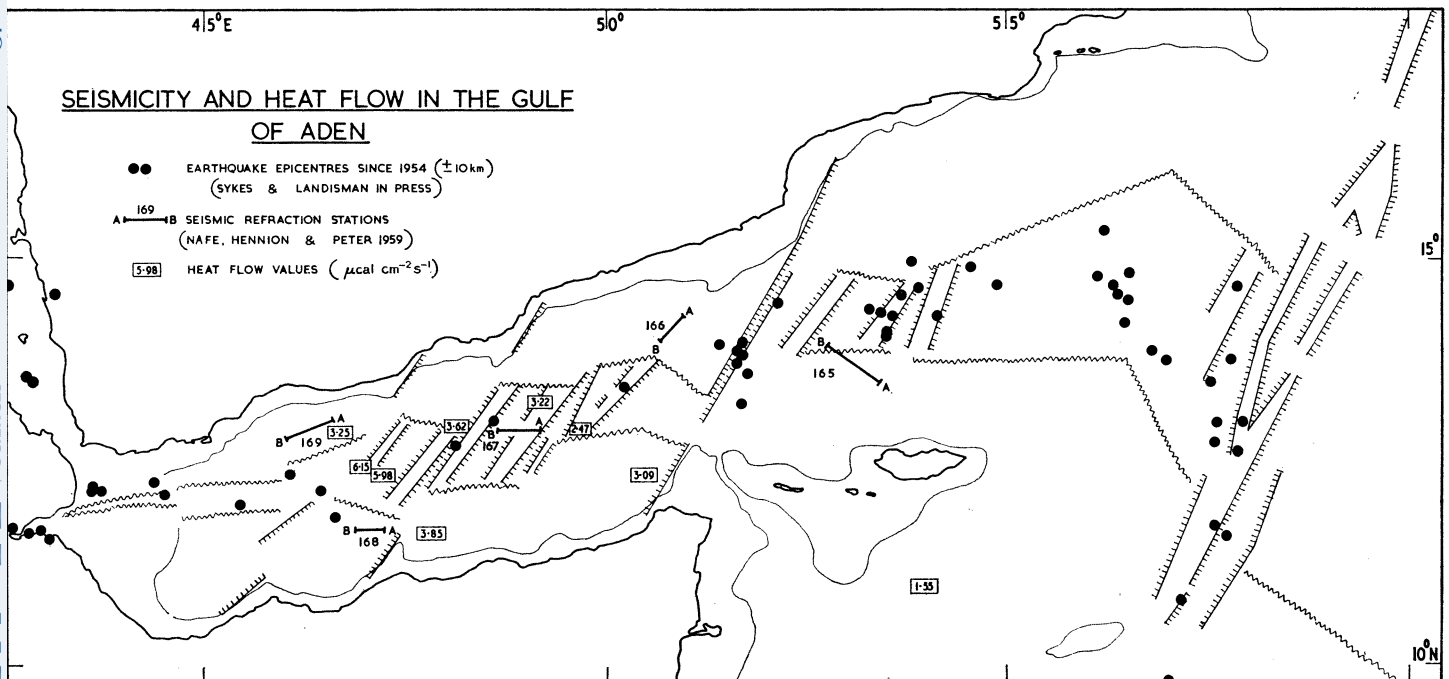 45°E 50° 55°
SEISMICITY AND HEAT FLOW IN THE GULF
OF ADEN
EARTHQUAKE EPICENTRES SINCE 1954 (±10km)
(SYKES & LANDISMAN IN PRESS)
169
A B SEISMIC REFRACTION STATIONS
(NAFE, HENNION & PETER 1959)
5·98 HEAT FLOW VALUES ( μcal cm⁻²s⁻¹)
15°
A
166
B
B
165
A
3·22
A
B 169
3·25
3·62
A
B
167
2·47
6·15
5·98
3·09
B A
168
3·85
1·55
10°N